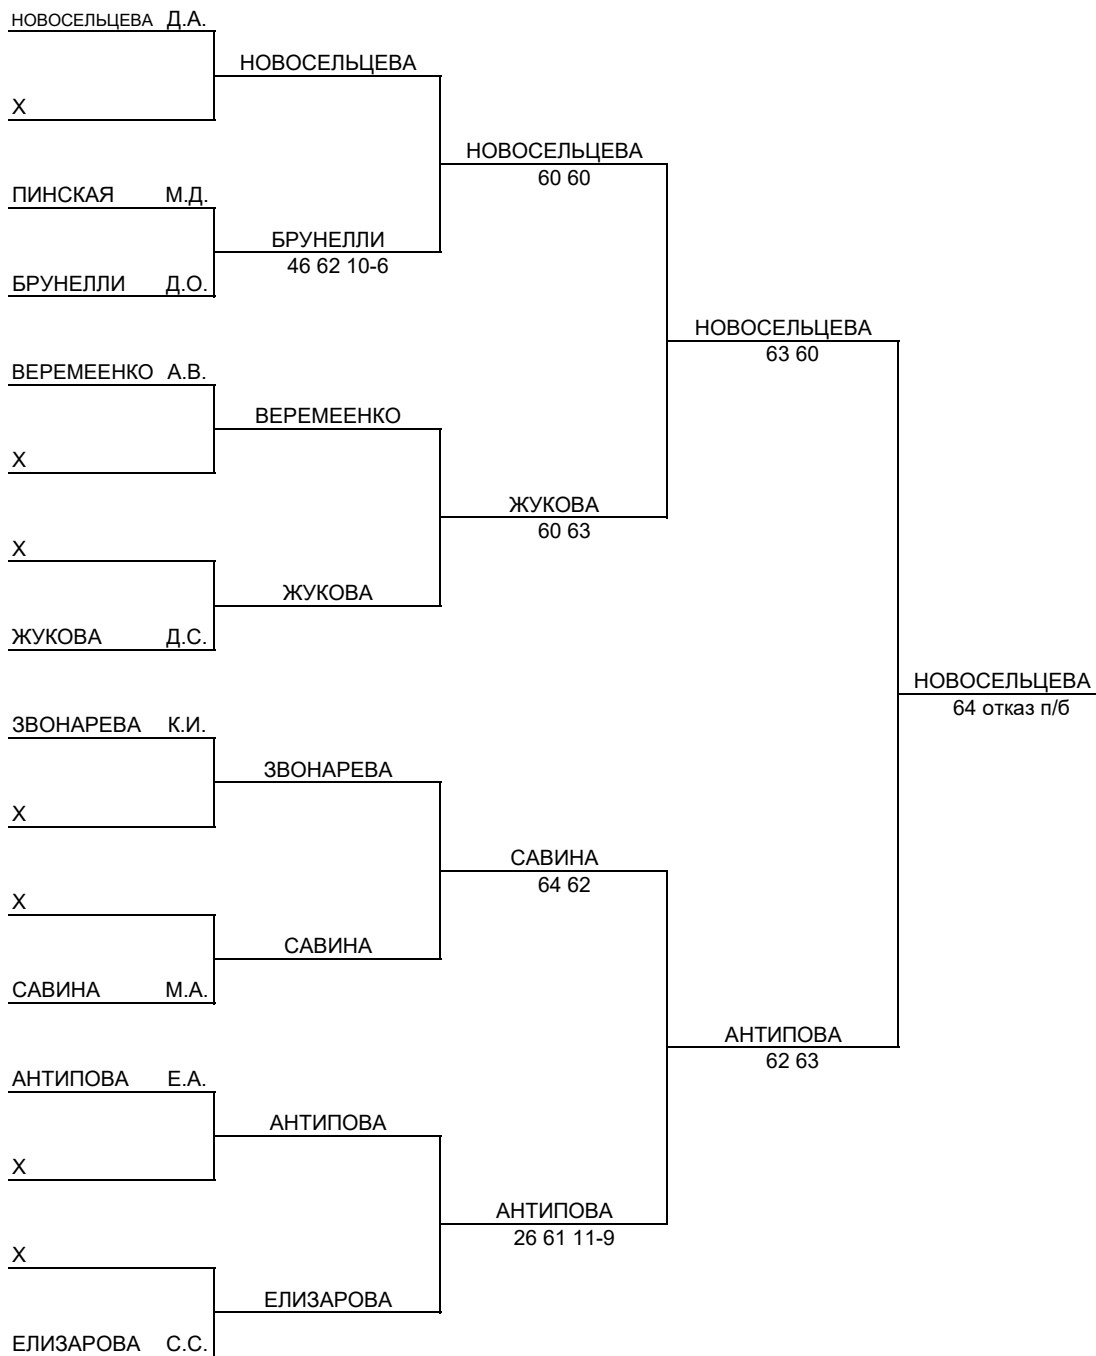 НОВОСЕЛЬЦЕВА Д.А.
НОВОСЕЛЬЦЕВА
Х
НОВОСЕЛЬЦЕВА
60 60
ПИНСКАЯ М.Д.
БРУНЕЛЛИ
46 62 10-6
БРУНЕЛЛИ Д.О.
НОВОСЕЛЬЦЕВА
63 60
ВЕРЕМЕЕНКО А.В.
ВЕРЕМЕЕНКО
Х
ЖУКОВА
60 63
Х
ЖУКОВА
ЖУКОВА Д.С.
НОВОСЕЛЬЦЕВА
64 отказ п/б
ЗВОНАРЕВА К.И.
ЗВОНАРЕВА
Х
САВИНА
64 62
Х
САВИНА
САВИНА М.А.
АНТИПОВА
62 63
АНТИПОВА Е.А.
АНТИПОВА
Х
АНТИПОВА
26 61 11-9
Х
ЕЛИЗАРОВА
ЕЛИЗАРОВА С.С.